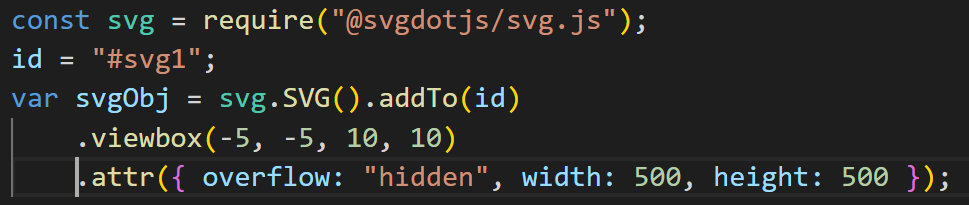 const svg = require("@svgdotjs/svg.js");
id = "#svg1";
var svgObj = svg.SVG().addTo(id)
    .viewbox(-5, -5, 10, 10)
    .attr({ overflow: "hidden", width: 500, height: 500 });